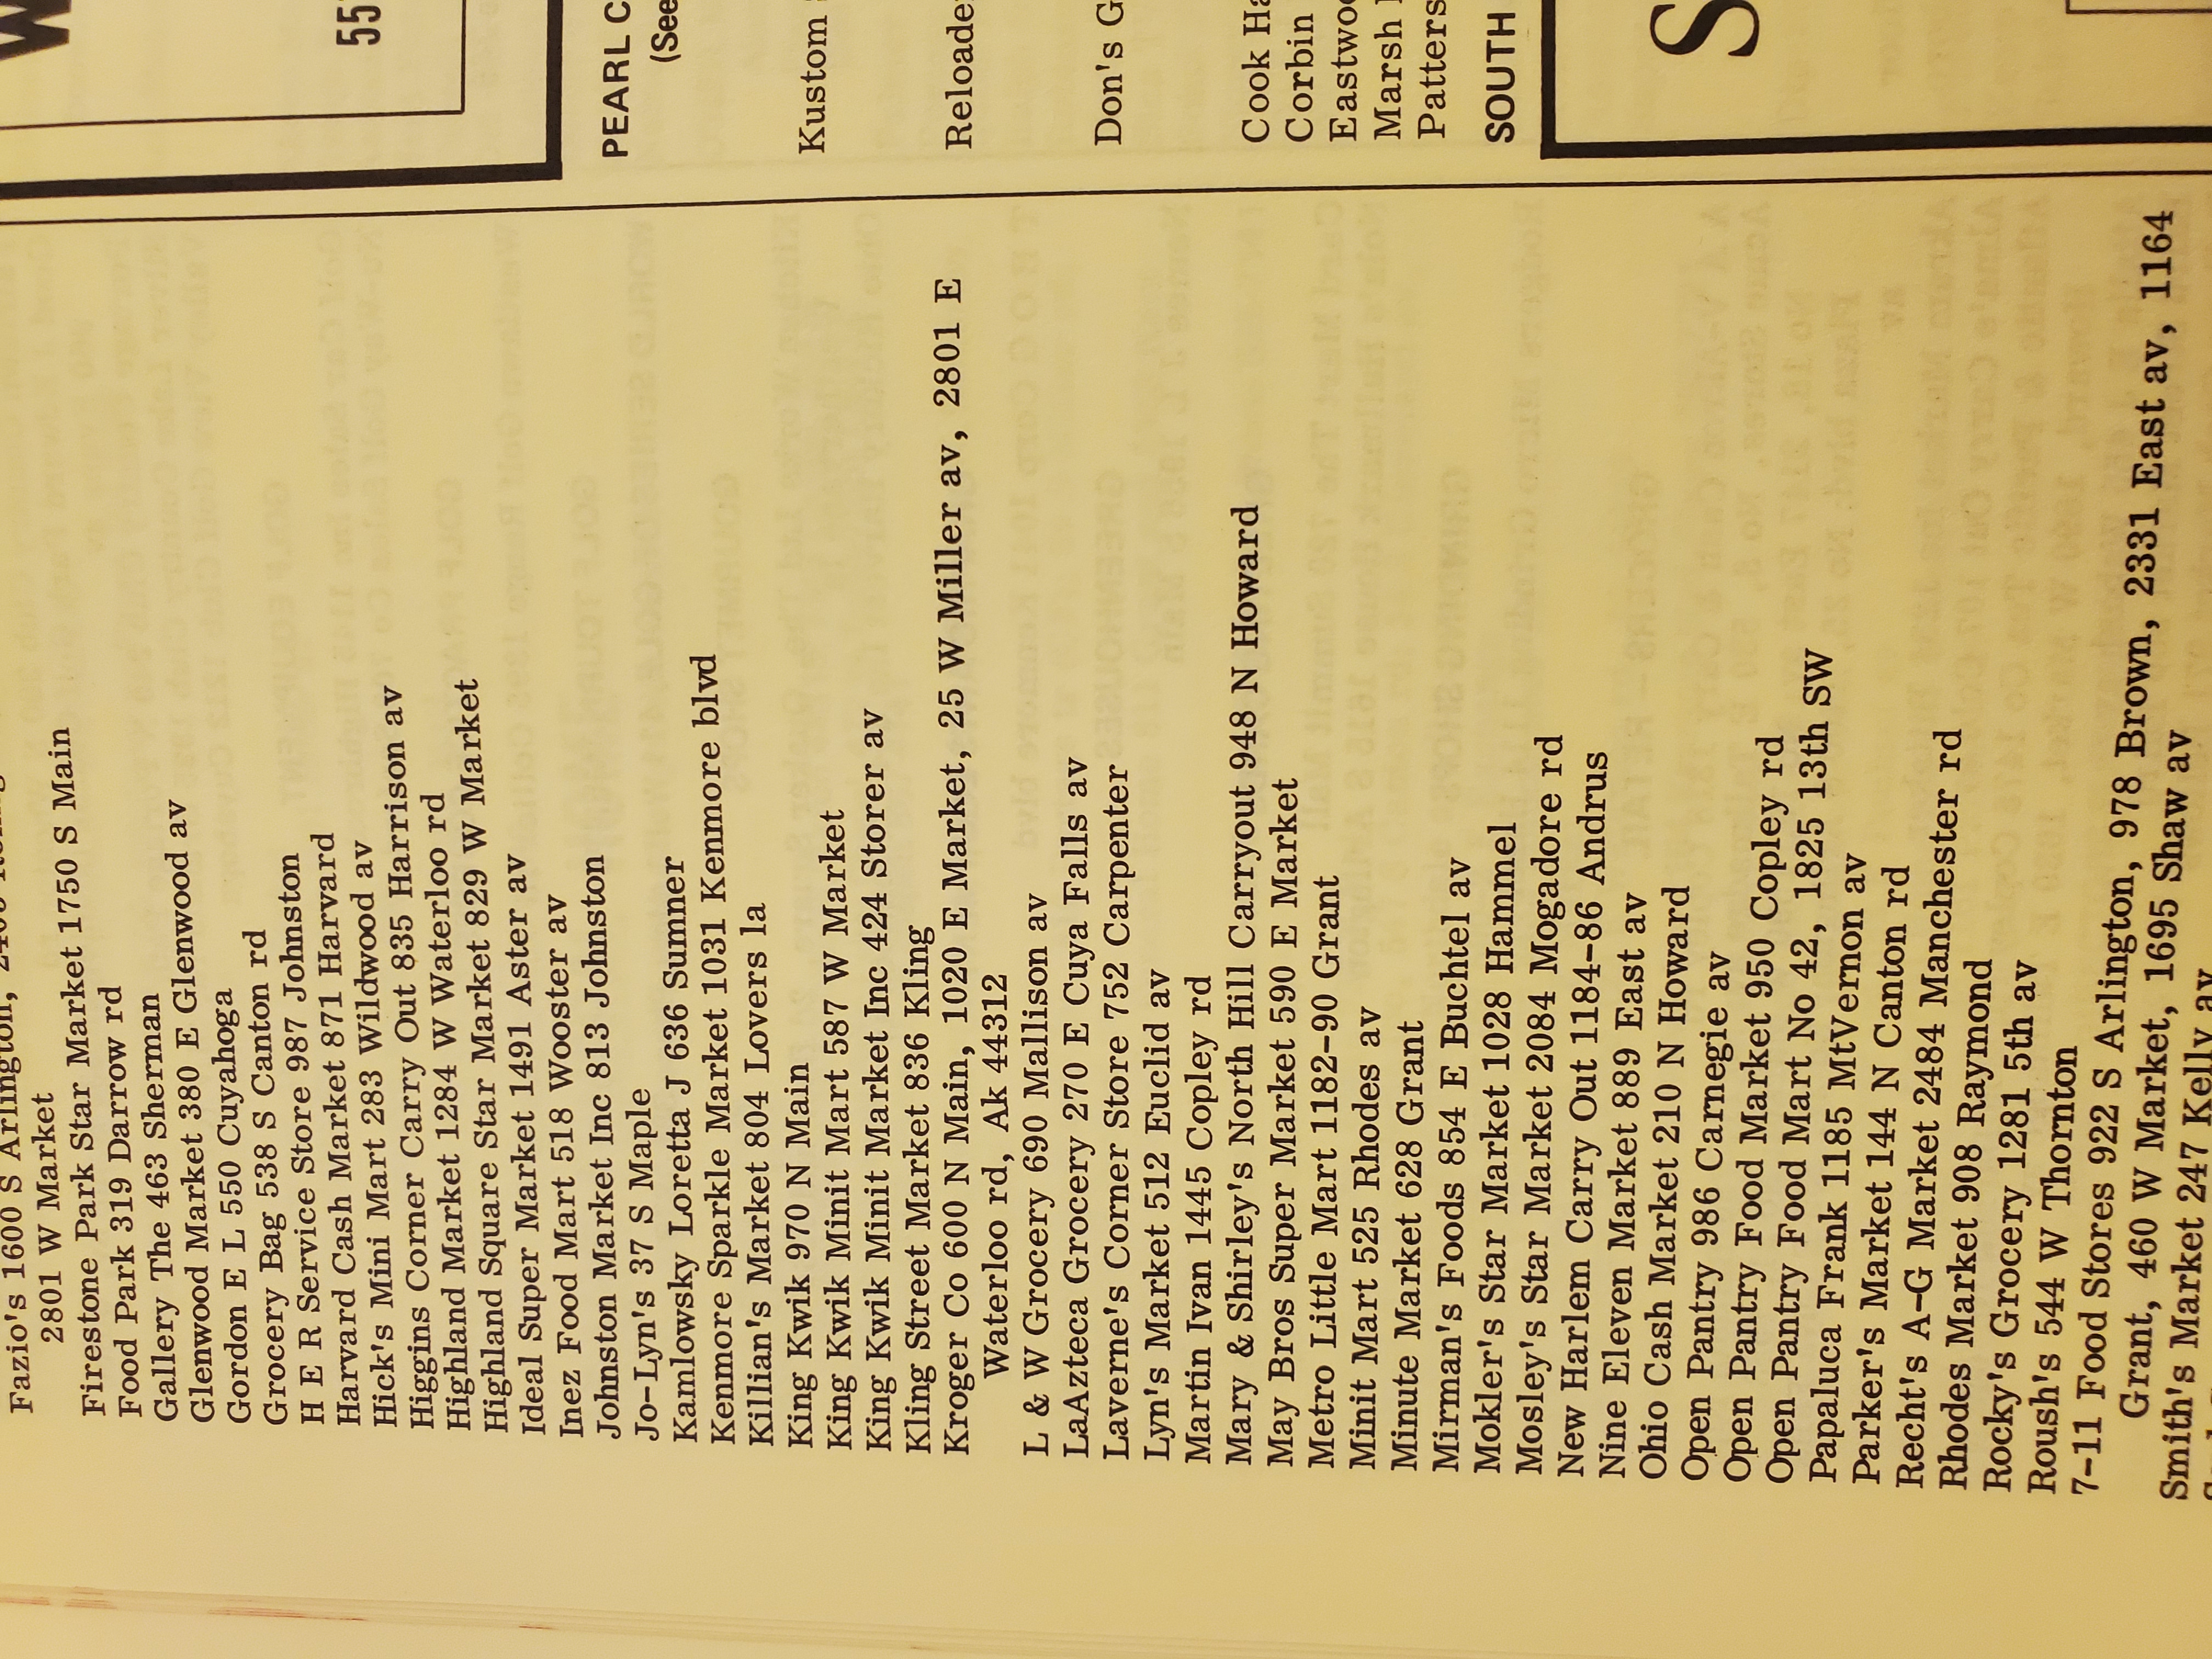 Fazio's 1600 S Arlington,
2801 W Market
Firestone Park Star Market 1750 S Main
Food Park 319 Darrow rd
Gallery The 463 Sherman
Glenwood Market 380 E Glenwood av
Gordon E L 550 Cuyahoga
Grocery Bag 538 S Canton rd
H E R Service Store 987 Johnston
Harvard Cash Market 871 Harvard
Hick's Mini Mart 283 Wildwood av
Higgins Corner Carry Out 835 Harrison av
Highland Market 1284 W Waterloo rd
Highland Square Star Market 829 W Market
Ideal Super Market 1491 Aster av
Inez Food Mart 518 Wooster av
Johnston Market Inc 813 Johnston
Jo-Lyn's 37 S Maple
Kamlowsky Loretta J 636 Sumner
Kenmore Sparkle Market 1031 Kenmore blvd
Killian's Market 804 Lovers la
King Kwik 970 N Main
King Kwik Minit Mart 587 W Market
King Kwik Minit Market Inc 424 Storer av
Kling Street Market 836 Kling
Kroger Co 600 N Main, 1020 E Market, 25 W Miller av, 2801 E
Waterloo rd, Ak 44312
L & W Grocery 690 Mallison av
LaAzteca Grocery 270 E Cuya Falls av
Laverne's Corner Store 752 Carpenter
Lyn's Market 512 Euclid av
Martin Ivan 1445 Copley rd
Mary & Shirley's North Hill Carryout 948 N Howard
May Bros Super Market 590 E Market
Metro Little Mart 1182-90 Grant
Minit Mart 525 Rhodes av
Minute Market 628 Grant
Mirman's Foods 854 E Buchtel av
Mokler's Star Market 1028 Hammel
Mosley's Star Market 2084 Mogadore rd
New Harlem Carry Out 1184-86 Andrus
Nine Eleven Market 889 East av
Ohio Cash Market 210 N Howard
Open Pantry 986 Carnegie av
Open Pantry Food Market 950 Copley rd
Open Pantry Food Mart No 42, 1825 13th SW
Papaluca Frank 1185 MtVernon av
Parker's Market 144 N Canton rd
Recht's A-G Market 2484 Manchester rd
Rhodes Market 908 Raymond
Rocky's Grocery 1281 5th av
Roush's 544 W Thornton
7-11 Food Stores 922 S Arlington, 978 Brown, 2331 East av, 1164
Grant, 460 W Market, 1695 Shaw av
Smith's Market 247 Kelly av
W
55
PEARL C
(See
Kustom
Reloade
Don's G
Cook Ha
Corbin
Eastwoo
Marsh
Patters
SOUTH
S